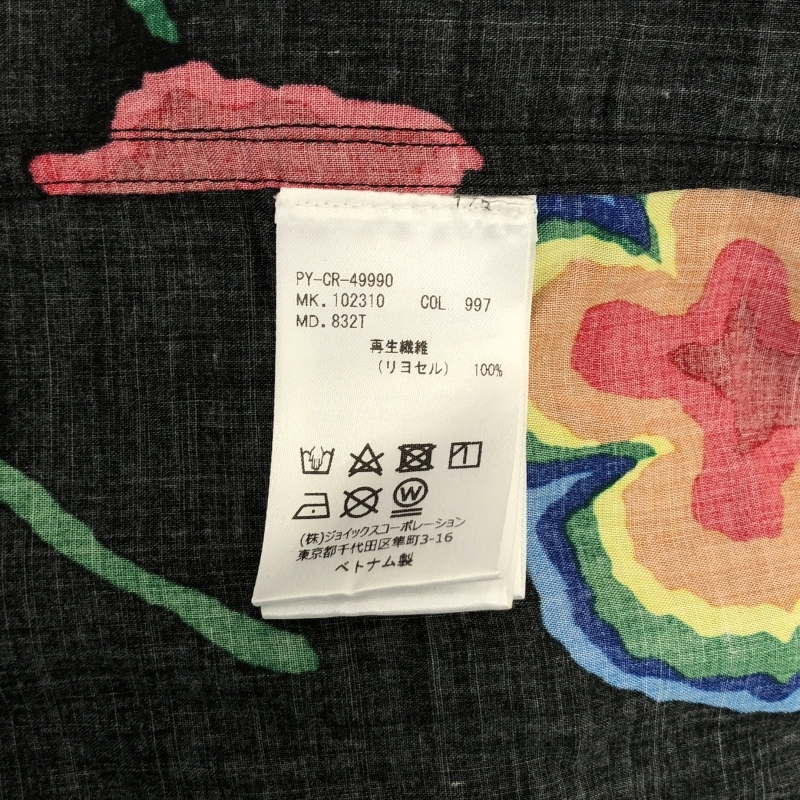 PY-CR-49990
MK.102310 COL 997
MD.832T
再生繊維
(リヨセル) 100%
W
(株)ジョイックスコーポレーション
東京都千代田区隼町3-16
ベトナム製